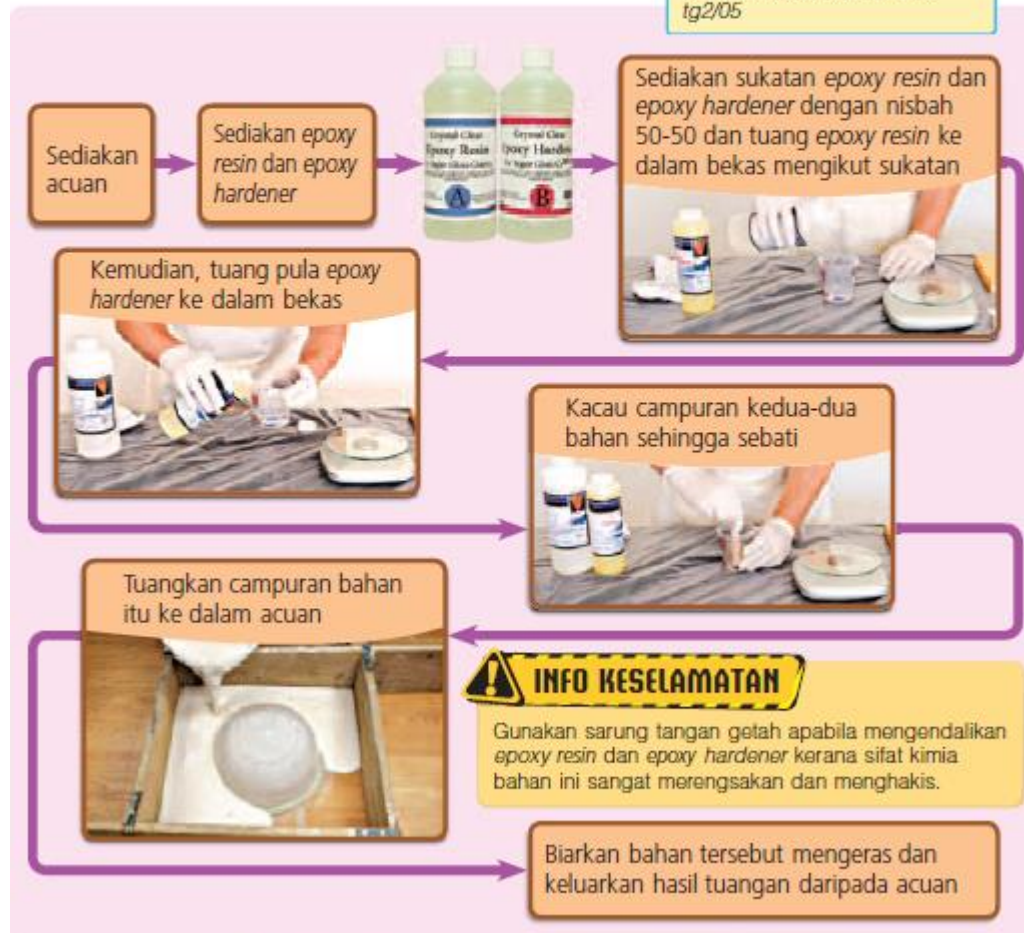 tg2/05
Sediakan
acuan
Sediakan epoxy
resin dan epoxy
hardener
Crystal Clear
Epoxy Resin
A
Crystal Clear
B
Sediakan sukatan epoxy resin dan
epoxy hardener dengan nisbah
50-50 dan tuang epoxy resin ke
dalam bekas mengikut sukatan
Kemudian, tuang pula epoxy
hardener ke dalam bekas
Kacau campuran kedua-dua
bahan sehingga sebati
Tuangkan campuran bahan
itu ke dalam acuan
INFO KESELAMATAN
Gunakan sarung tangan getah apabila mengendalikan
epoxy resin dan epoxy hardener kerana sifat kimia
bahan ini sangat merengsakan dan menghakis.
Biarkan bahan tersebut mengeras dan
keluarkan hasil tuangan daripada acuan